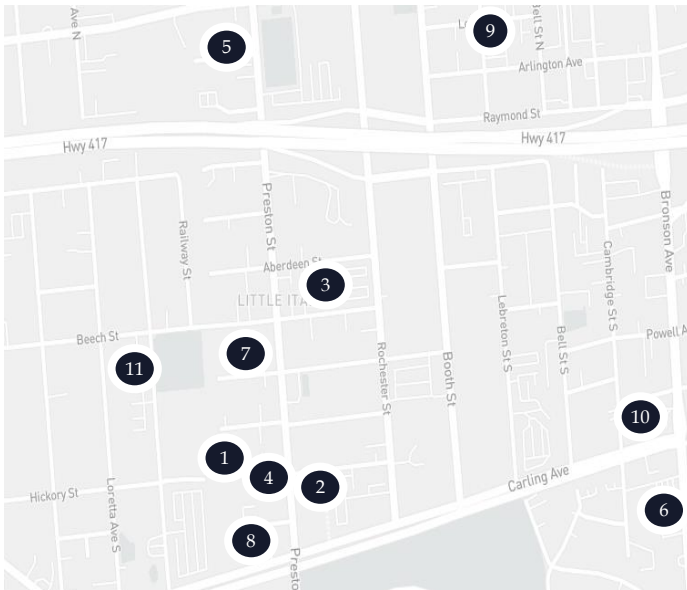 Ave N
5
9
Bell St N
Arlington Ave
Raymond St
Hwy 417
Hwy 417
Preston St
Bronson Ave
Railway St
Cambridge St S
Aberdeen St
3
LITTLE ITA
Lebreton St S
Beech St
Powell A
7
Rochester St
Booth St
Bell St S
11
10
1
4
2
Carling Ave
Hickory St
Loretta Ave S
6
8
Presto